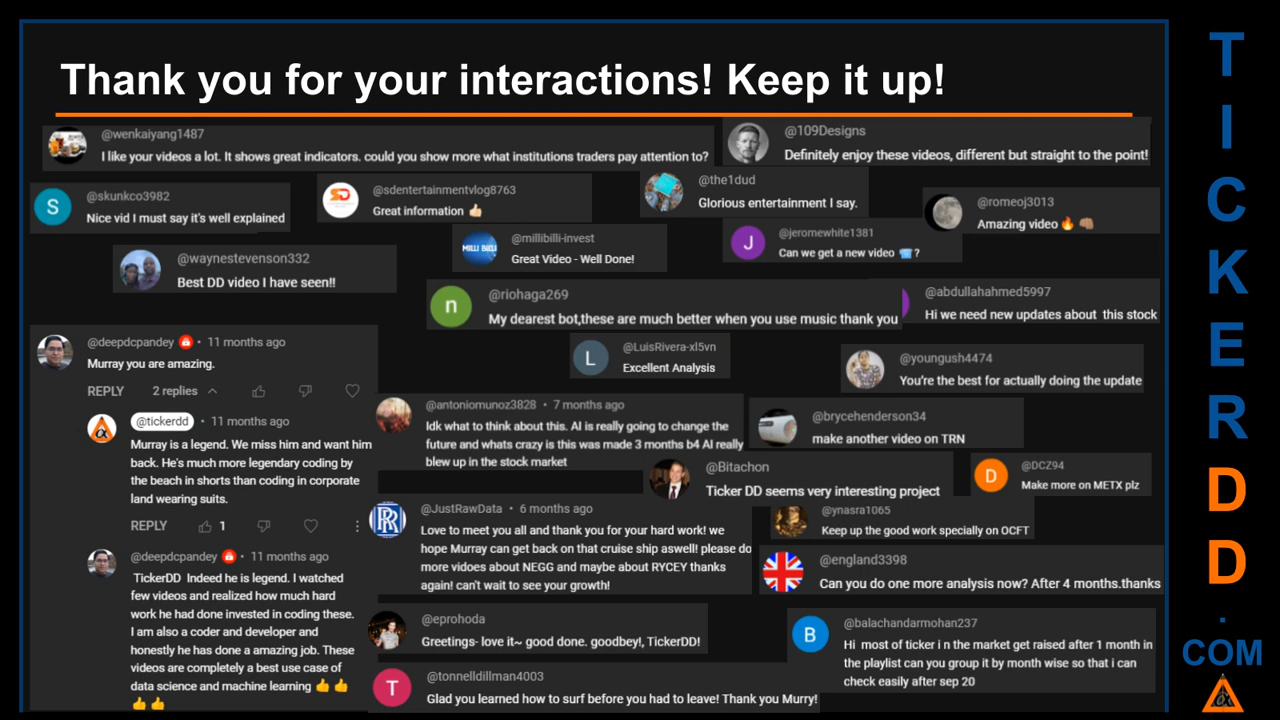 Thank you for your interactions! Keep it up!
@wenkaiyang1487
I like your videos a lot. It shows great indicators. could you show more what institutions traders pay attention to?
@109Designs
Definitely enjoy these videos, different but straight to the point!
S
@skunkco3982
Nice vid I must say it's well explained
SD
@sdentertainmentvlog8763
Great information 👍🏻
@the1dud
Glorious entertainment I say.
@romeoj3013
Amazing video 🔥 👊🏽
MILLI BILLI
@millibilli-invest
Great Video - Well Done!
J
@jeromewhite1381
Can we get a new video ?
@waynestevenson332
Best DD video I have seen!!
n
@riohaga269
My dearest bot,these are much better when you use music thank you
@abdullahahmed5997
Hi we need new updates about this stock
L
@LuisRivera-xl5vn
Excellent Analysis
@youngush4474
You're the best for actually doing the update
@deepdcpandey • 11 months ago
Murray you are amazing.
REPLY 2 replies
@tickerdd • 11 months ago
Murray is a legend. We miss him and want him
back. He's much more legendary coding by
the beach in shorts than coding in corporate
land wearing suits.
REPLY 1
@deepdcpandey • 11 months ago
TickerDD Indeed he is legend. I watched
few videos and realized how much hard
work he had done invested in coding these.
I am also a coder and developer and
honestly he has done a amazing job. These
videos are completely a best use case of
data science and machine learning 👍 👍
👍 👍
@antoniomunoz3828 • 7 months ago
Idk what to think about this. AI is really going to change the
future and whats crazy is this was made 3 months b4 AI really
blew up in the stock market
@brycehenderson34
make another video on TRN
@Bitachon
Ticker DD seems very interesting project
D
@DCZ94
Make more on METX plz
RR
@JustRawData • 6 months ago
Love to meet you all and thank you for your hard work! we
hope Murray can get back on that cruise ship aswell! please do
more vidoes about NEGG and maybe about RYCEY thanks
again! can't wait to see your growth!
@ynasra1065
Keep up the good work specially on OCFT
@england3398
Can you do one more analysis now? After 4 months.thanks
@eprohoda
Greetings- love it~ good done. goodbey!, TickerDD!
B
@balachandarmohan237
Hi most of ticker i n the market get raised after 1 month in
the playlist can you group it by month wise so that i can
check easily after sep 20
T
@tonnelldillman4003
Glad you learned how to surf before you had to leave! Thank you Murry!
T
I
C
K
E
R
D
D
.
COM